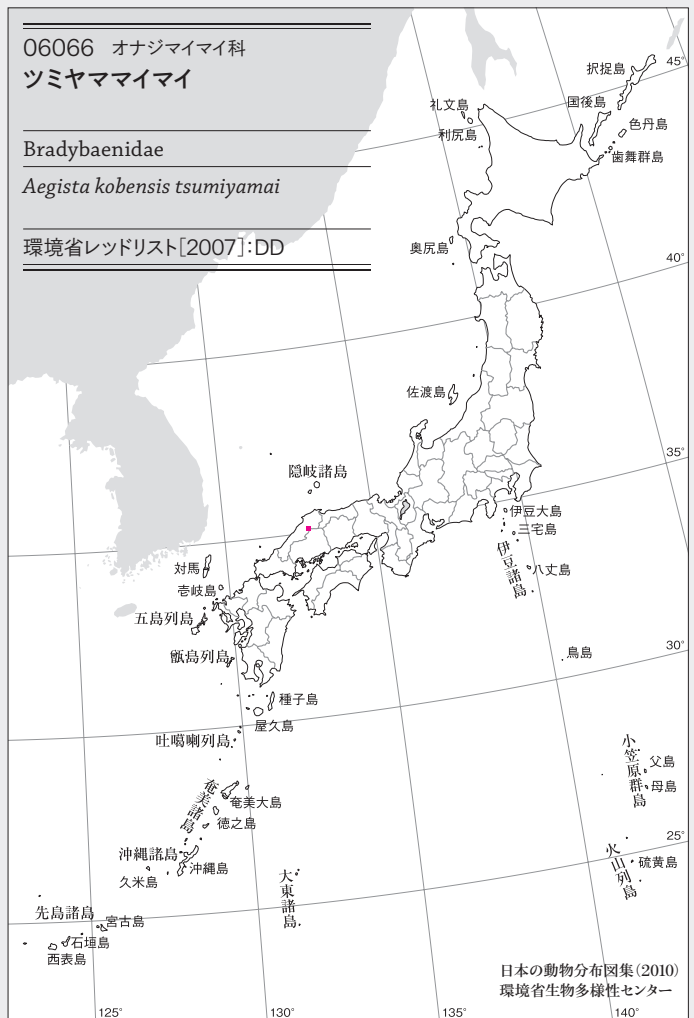 06066 オナジマイマイ科
ツミヤママイマイ
Bradybaenidae
Aegista kobensis tsumiyamai
環境省レッドリスト[2007]:DD
択捉島
45°
礼文島
国後島
色丹島
利尻島
歯舞群島
奥尻島
40°
佐渡島
35°
隠岐諸島
伊豆大島
三宅島
伊豆諸島
八丈島
対馬
壱岐島
五島列島
鳥島
30°
甑島列島
種子島
屋久島
吐噶喇列島
小笠原群島
父島
母島
奄美諸島
奄美大島
徳之島
25°
沖縄諸島
沖縄島
久米島
火山列島
硫黄島
大東諸島
先島諸島
宮古島
石垣島
西表島
日本の動物分布図集(2010)
環境省生物多様性センター
125°
130°
135°
140°